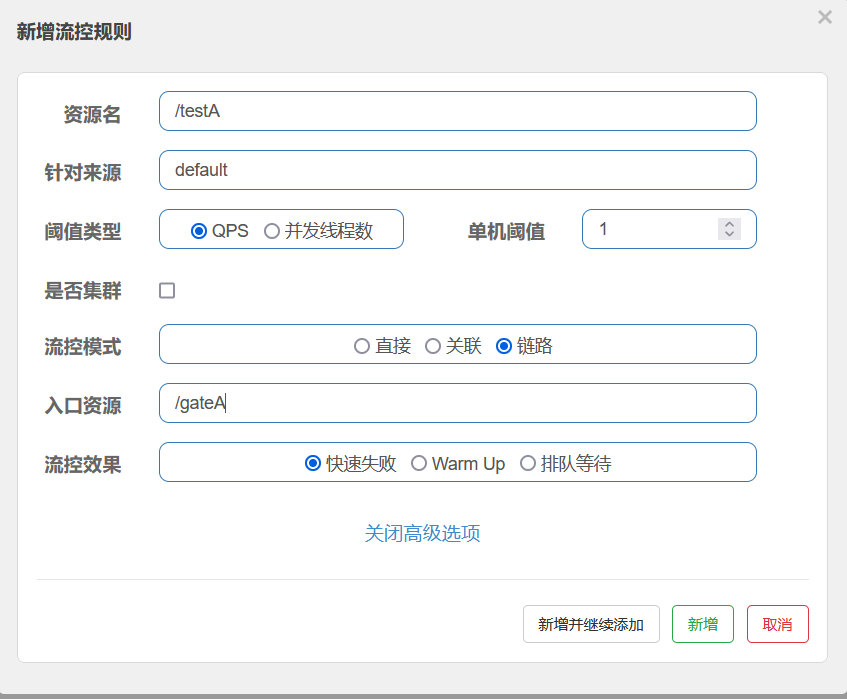 新增流控规则
资源名 /testA
针对来源 default
阈值类型 QPS 并发线程数 单机阈值 1
是否集群
流控模式 直接 关联 链路
入口资源 /gateA
流控效果 快速失败 Warm Up 排队等待
关闭高级选项
新增并继续添加 新增 取消